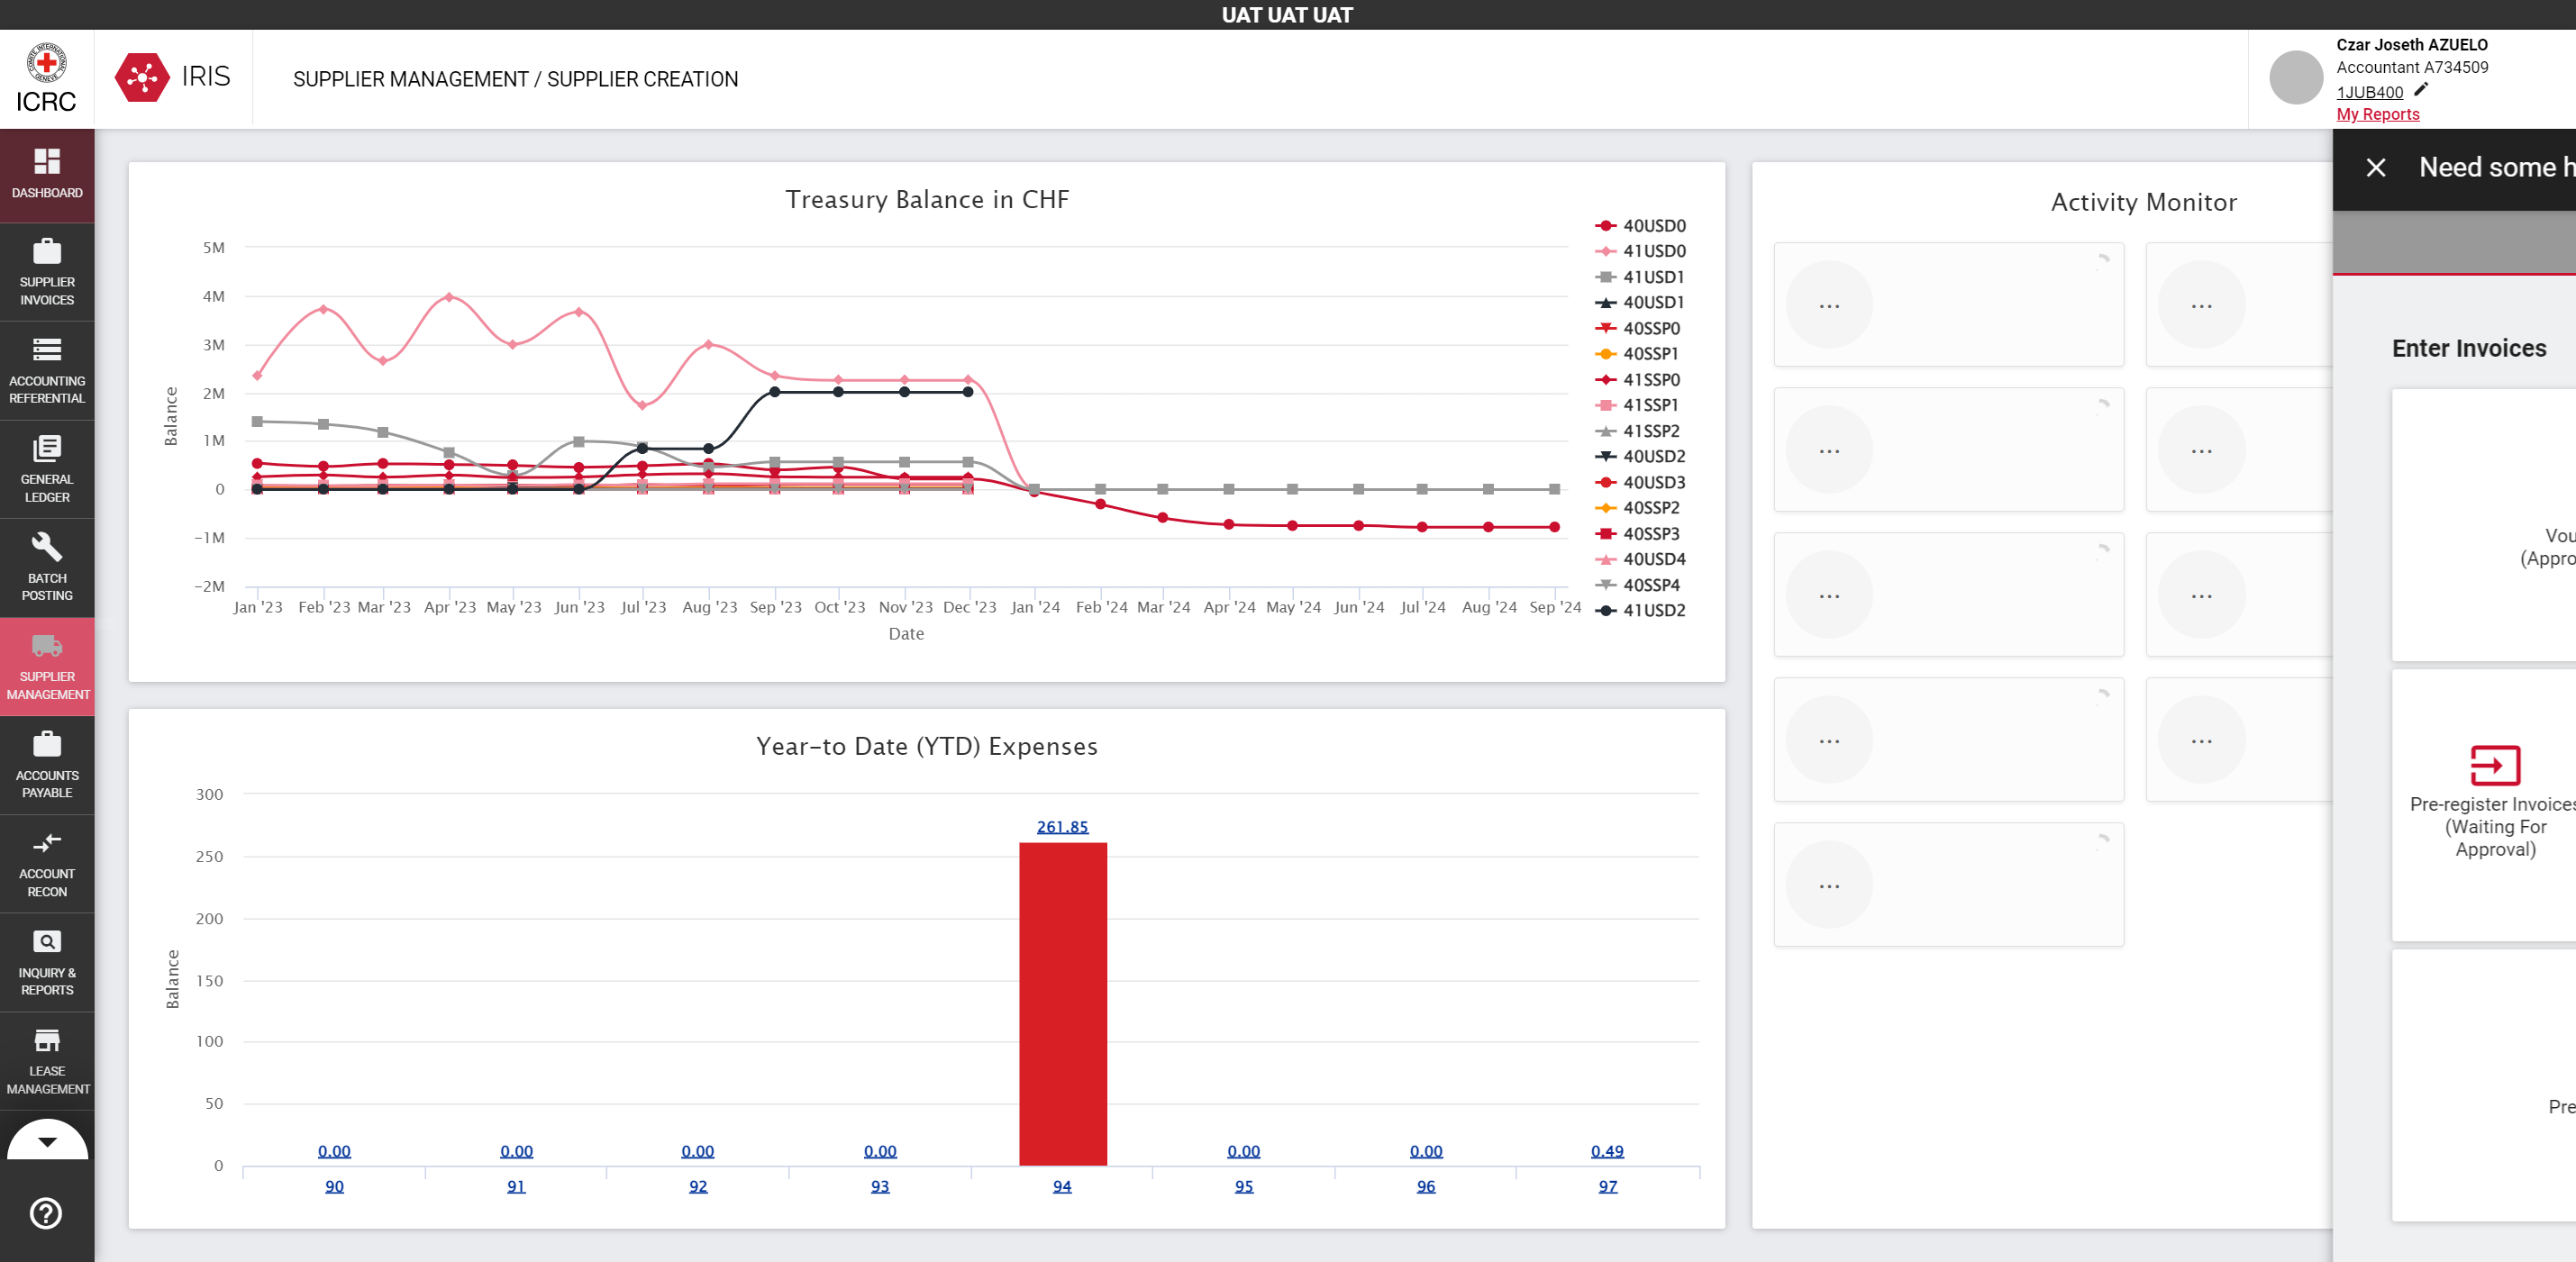 UAT UAT UAT
COMITE INTERNATIONAL GENEVE
ICRC
IRIS
SUPPLIER MANAGEMENT / SUPPLIER CREATION
Czar Joseth AZUELO
Accountant A734509
1JUB400
My Reports
DASHBOARD
SUPPLIER
INVOICES
ACCOUNTING
REFERENTIAL
GENERAL
LEDGER
BATCH
POSTING
SUPPLIER
MANAGEMENT
ACCOUNTS
PAYABLE
ACCOUNT
RECON
INQUIRY &
REPORTS
LEASE
MANAGEMENT
Treasury Balance in CHF
5M
4M
3M
2M
1M
0
-1M
-2M
Balance
Jan '23 Feb '23 Mar '23 Apr '23 May '23 Jun '23 Jul '23 Aug '23 Sep '23 Oct '23 Nov '23 Dec '23 Jan '24 Feb '24 Mar '24 Apr '24 May '24 Jun '24 Jul '24 Aug '24 Sep '24
Date
40USD0
41USD0
41USD1
40USD1
40SSP0
40SSP1
41SSP0
41SSP1
41SSP2
40USD2
40USD3
40SSP2
40SSP3
40USD4
40SSP4
41USD2
Year-to Date (YTD) Expenses
300
250
200
150
100
50
0
Balance
261.85
0.00 0.00 0.00 0.00 0.00 0.00 0.49
90 91 92 93 94 95 96 97
Activity Monitor
... ...
... ...
... ...
... ...
...
Need some h
Enter Invoices
Vou
(Appro
Pre-register Invoices
(Waiting For
Approval)
Pre